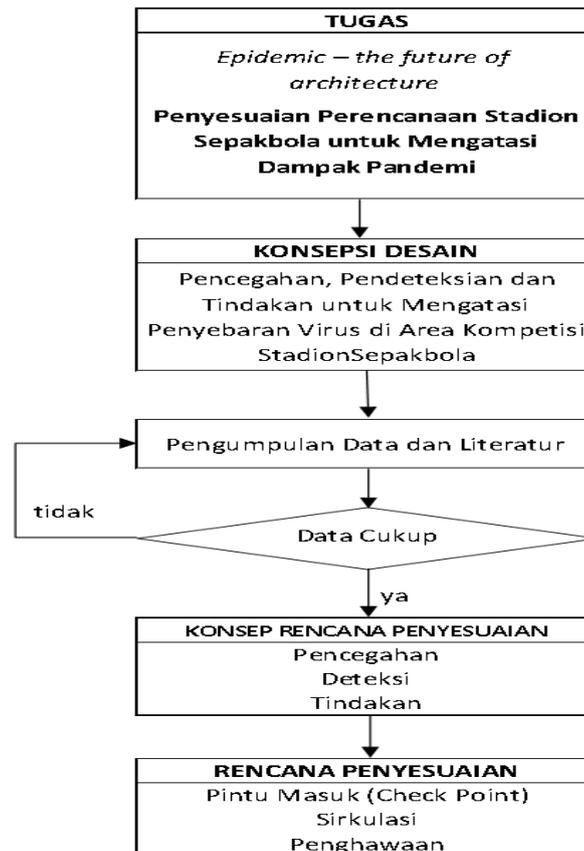 TUGAS
Epidemic – the future of
architecture
Penyesuaian Perencanaan Stadion
Sepakbola untuk Mengatasi
Dampak Pandemi
KONSEPSI DESAIN
Pencegahan, Pendeteksian dan
Tindakan untuk Mengatasi
Penyebaran Virus di Area Kompetisi
StadionSepakbola
Pengumpulan Data dan Literatur
tidak
Data Cukup
ya
KONSEP RENCANA PENYESUAIAN
Pencegahan
Deteksi
Tindakan
RENCANA PENYESUAIAN
Pintu Masuk (Check Point)
Sirkulasi
Penghawaan